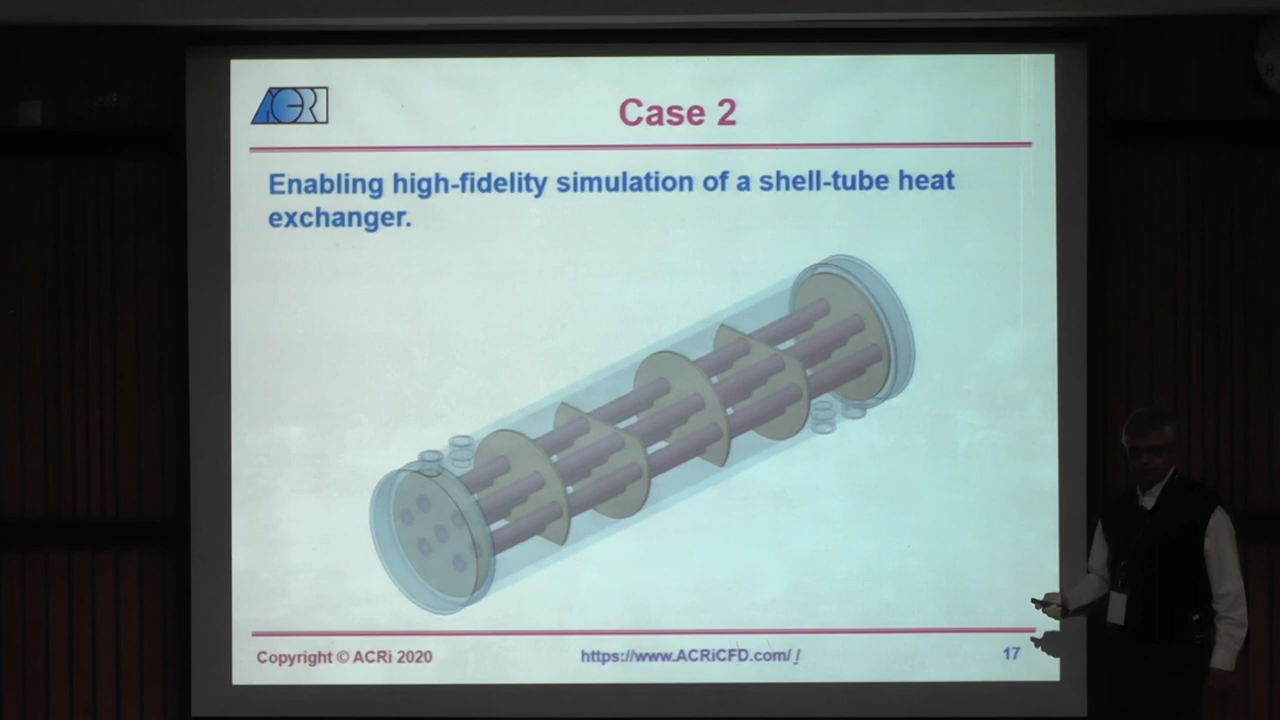 ACRi
Case 2
Enabling high-fidelity simulation of a shell-tube heat
exchanger.
Copyright © ACRi 2020
https://www.ACRiCFD.com/ /
17